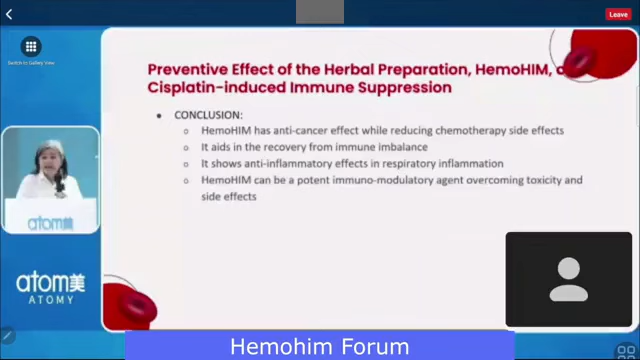 Leave
Switch to Gallery View
Preventive Effect of the Herbal Preparation, HemoHIM,
Cisplatin-induced Immune Suppression
CONCLUSION:
HemoHIM has anti-cancer effect while reducing chemotherapy side effects
It aids in the recovery from immune imbalance
It shows anti-inflammatory effects in respiratory inflammation
HemoHIM can be a potent immuno-modulatory agent overcoming toxicity and
side effects
atom美
atom美
ATOMY
Hemohim Forum